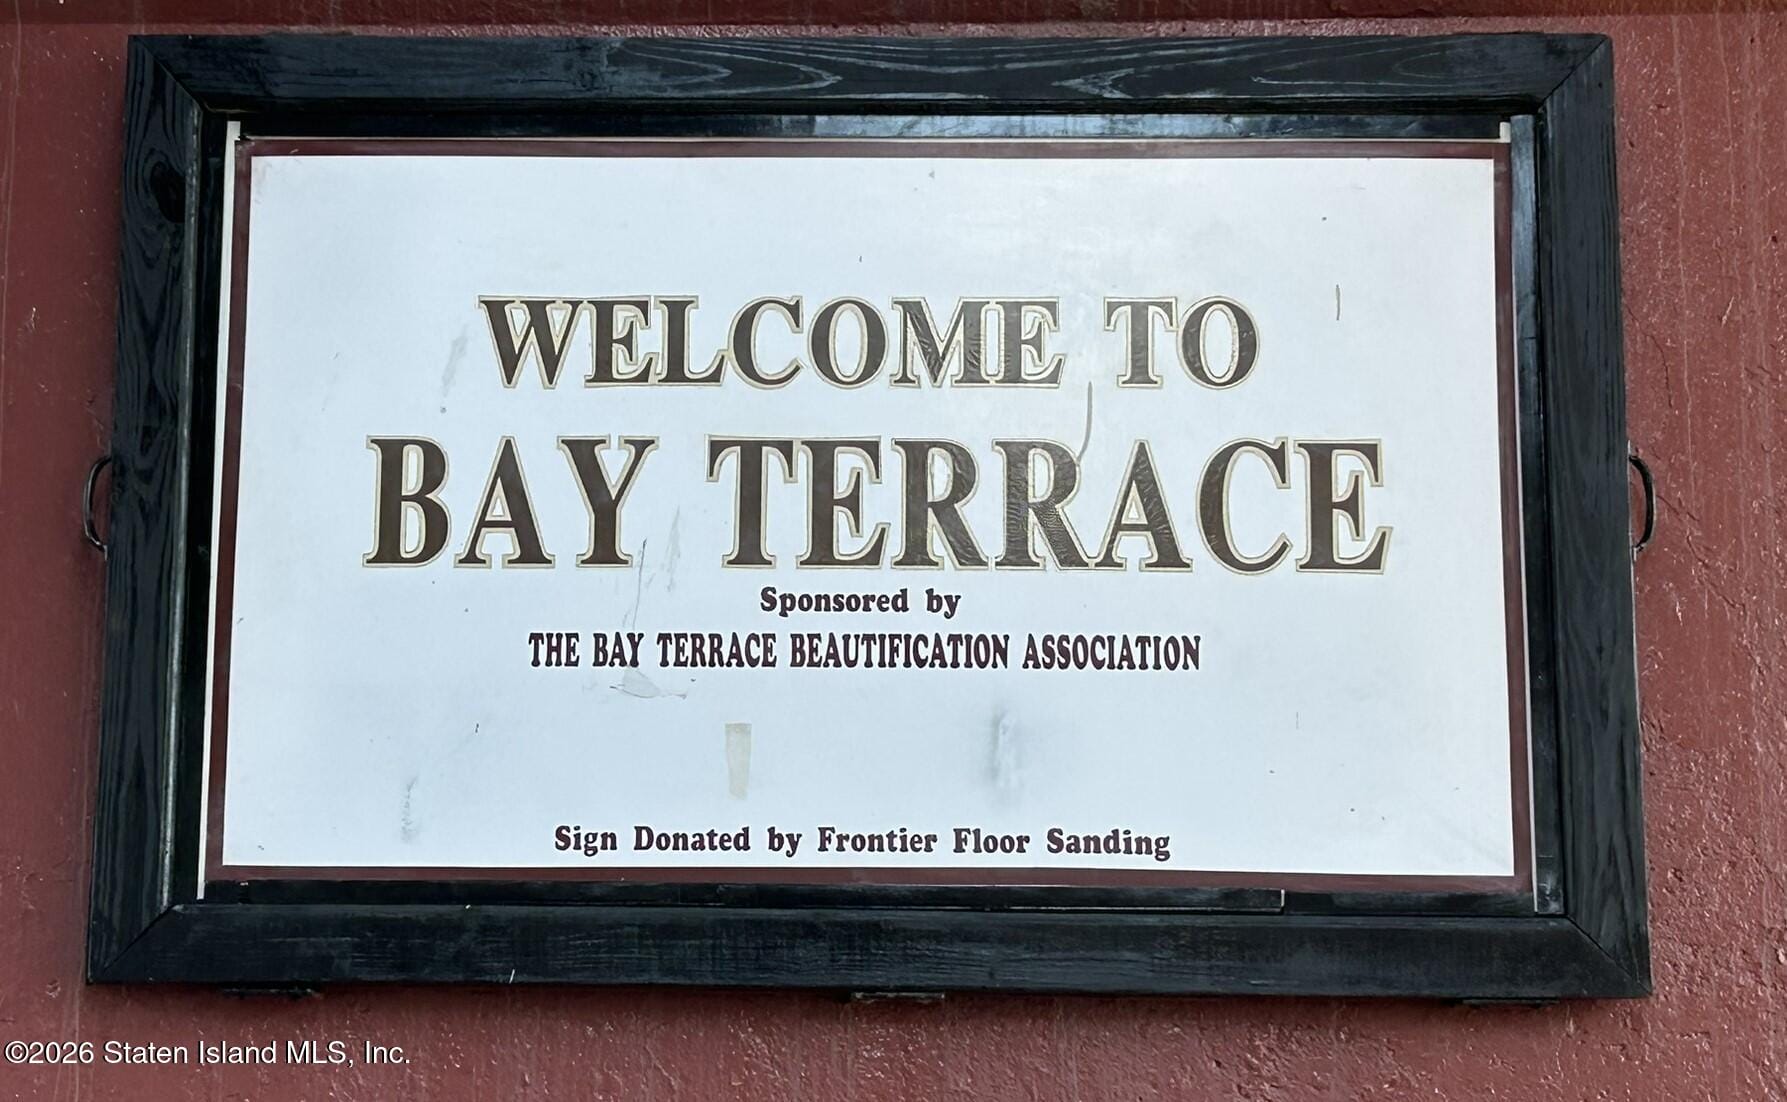 WELCOME TO
BAY TERRACE
Sponsored by
THE BAY TERRACE BEAUTIFICATION ASSOCIATION
Sign Donated by Frontier Floor Sanding
©2026 Staten Island MLS, Inc.